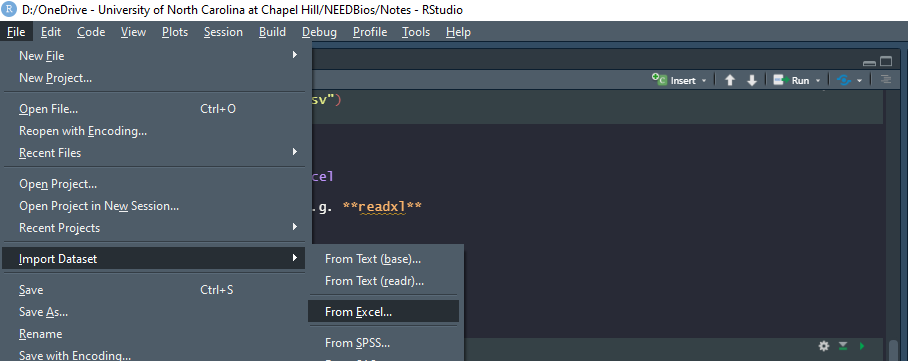 R D:/OneDrive - University of North Carolina at Chapel Hill/NEEDBios/Notes - RStudio
File Edit Code View Plots Session Build Debug Profile Tools Help
New File
New Project...
Insert Run
Open File... Ctrl+O
sv")
Reopen with Encoding...
Recent Files
cel
Open Project...
Open Project in New Session...
.g. **readxl**
Recent Projects
Import Dataset
From Text (base)...
From Text (readr)...
From Excel...
From SPSS...
Save Ctrl+S
Save As...
Rename
Save with Encoding...